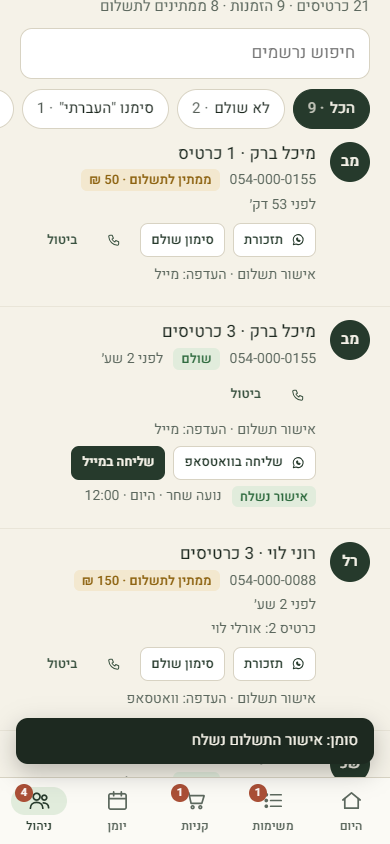 21 כרטיסים · 9 הזמנות · 8 ממתינים לתשלום
חיפוש נרשמים
הכל · 9
לא שולם · 2
סימנו "העברתי" · 1
מב
מיכל ברק · 1 כרטיס
054-000-0155
ממתין לתשלום · 50 ₪
לפני 53 דק׳
תזכורת
סימון שולם
ביטול
אישור תשלום · העדפה: מייל
מב
מיכל ברק · 3 כרטיסים
054-000-0155
שולם
לפני 2 שע׳
ביטול
אישור תשלום · העדפה: מייל
שליחה בוואטסאפ
שליחה במייל
אישור נשלח
נועה שחר · היום · 12:00
רל
רוני לוי · 3 כרטיסים
054-000-0088
ממתין לתשלום · 150 ₪
לפני 2 שע׳
כרטיס 2: אורלי לוי
תזכורת
סימון שולם
ביטול
אישור תשלום · העדפה: וואטסאפ
סומן: אישור התשלום נשלח
היום
1
משימות
1
קניות
יומן
4
ניהול